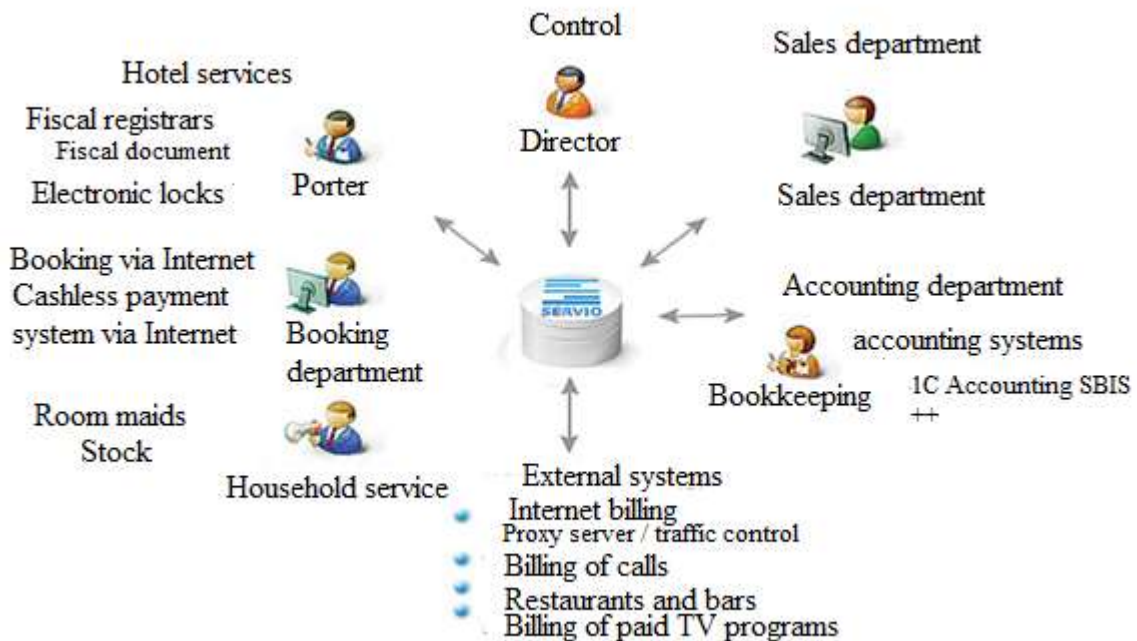 Control
Director
Sales department
Sales department
Hotel services
Fiscal registrars
Fiscal document
Electronic locks
Porter
Booking via Internet
Cashless payment
system via Internet
Booking
department
Room maids
Stock
Household service
SERVIO
Accounting department
accounting systems
1C Accounting SBIS
++
Bookkeeping
External systems
Internet billing
Proxy server / traffic control
Billing of calls
Restaurants and bars
Billing of paid TV programs